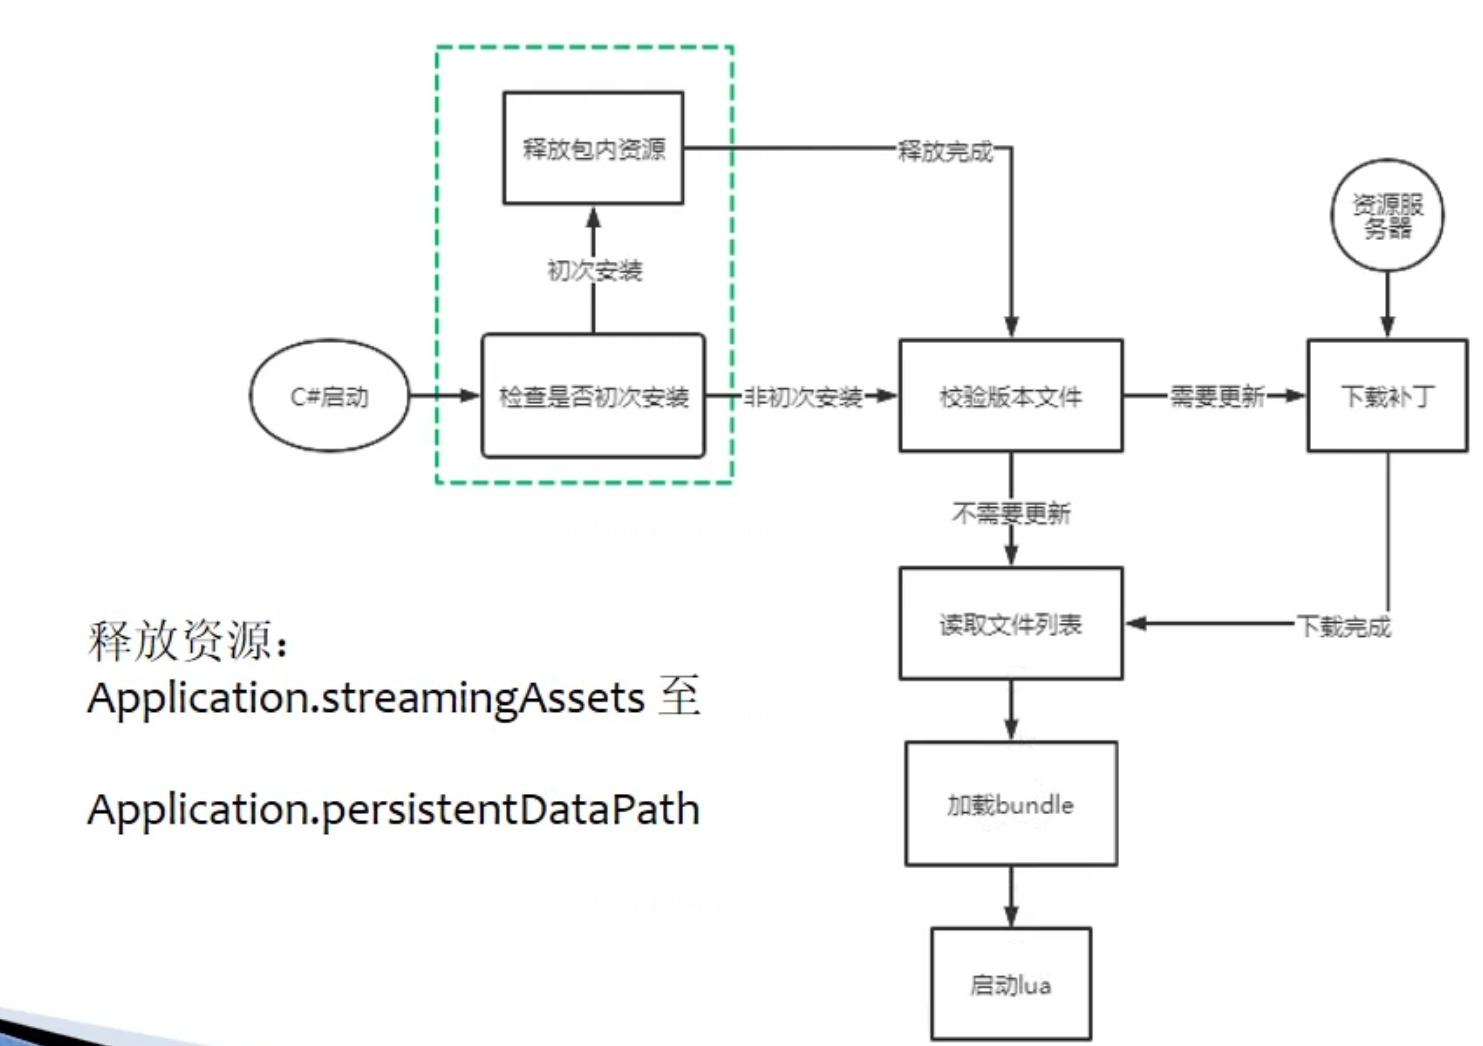 释放包内资源
释放完成
资源服
务器
初次安装
C#启动
检查是否初次安装
非初次安装
校验版本文件
需要更新
下载补丁
不需要更新
读取文件列表
下载完成
释放资源：
Application.streamingAssets 至
Application.persistentDataPath
加载bundle
启动lua